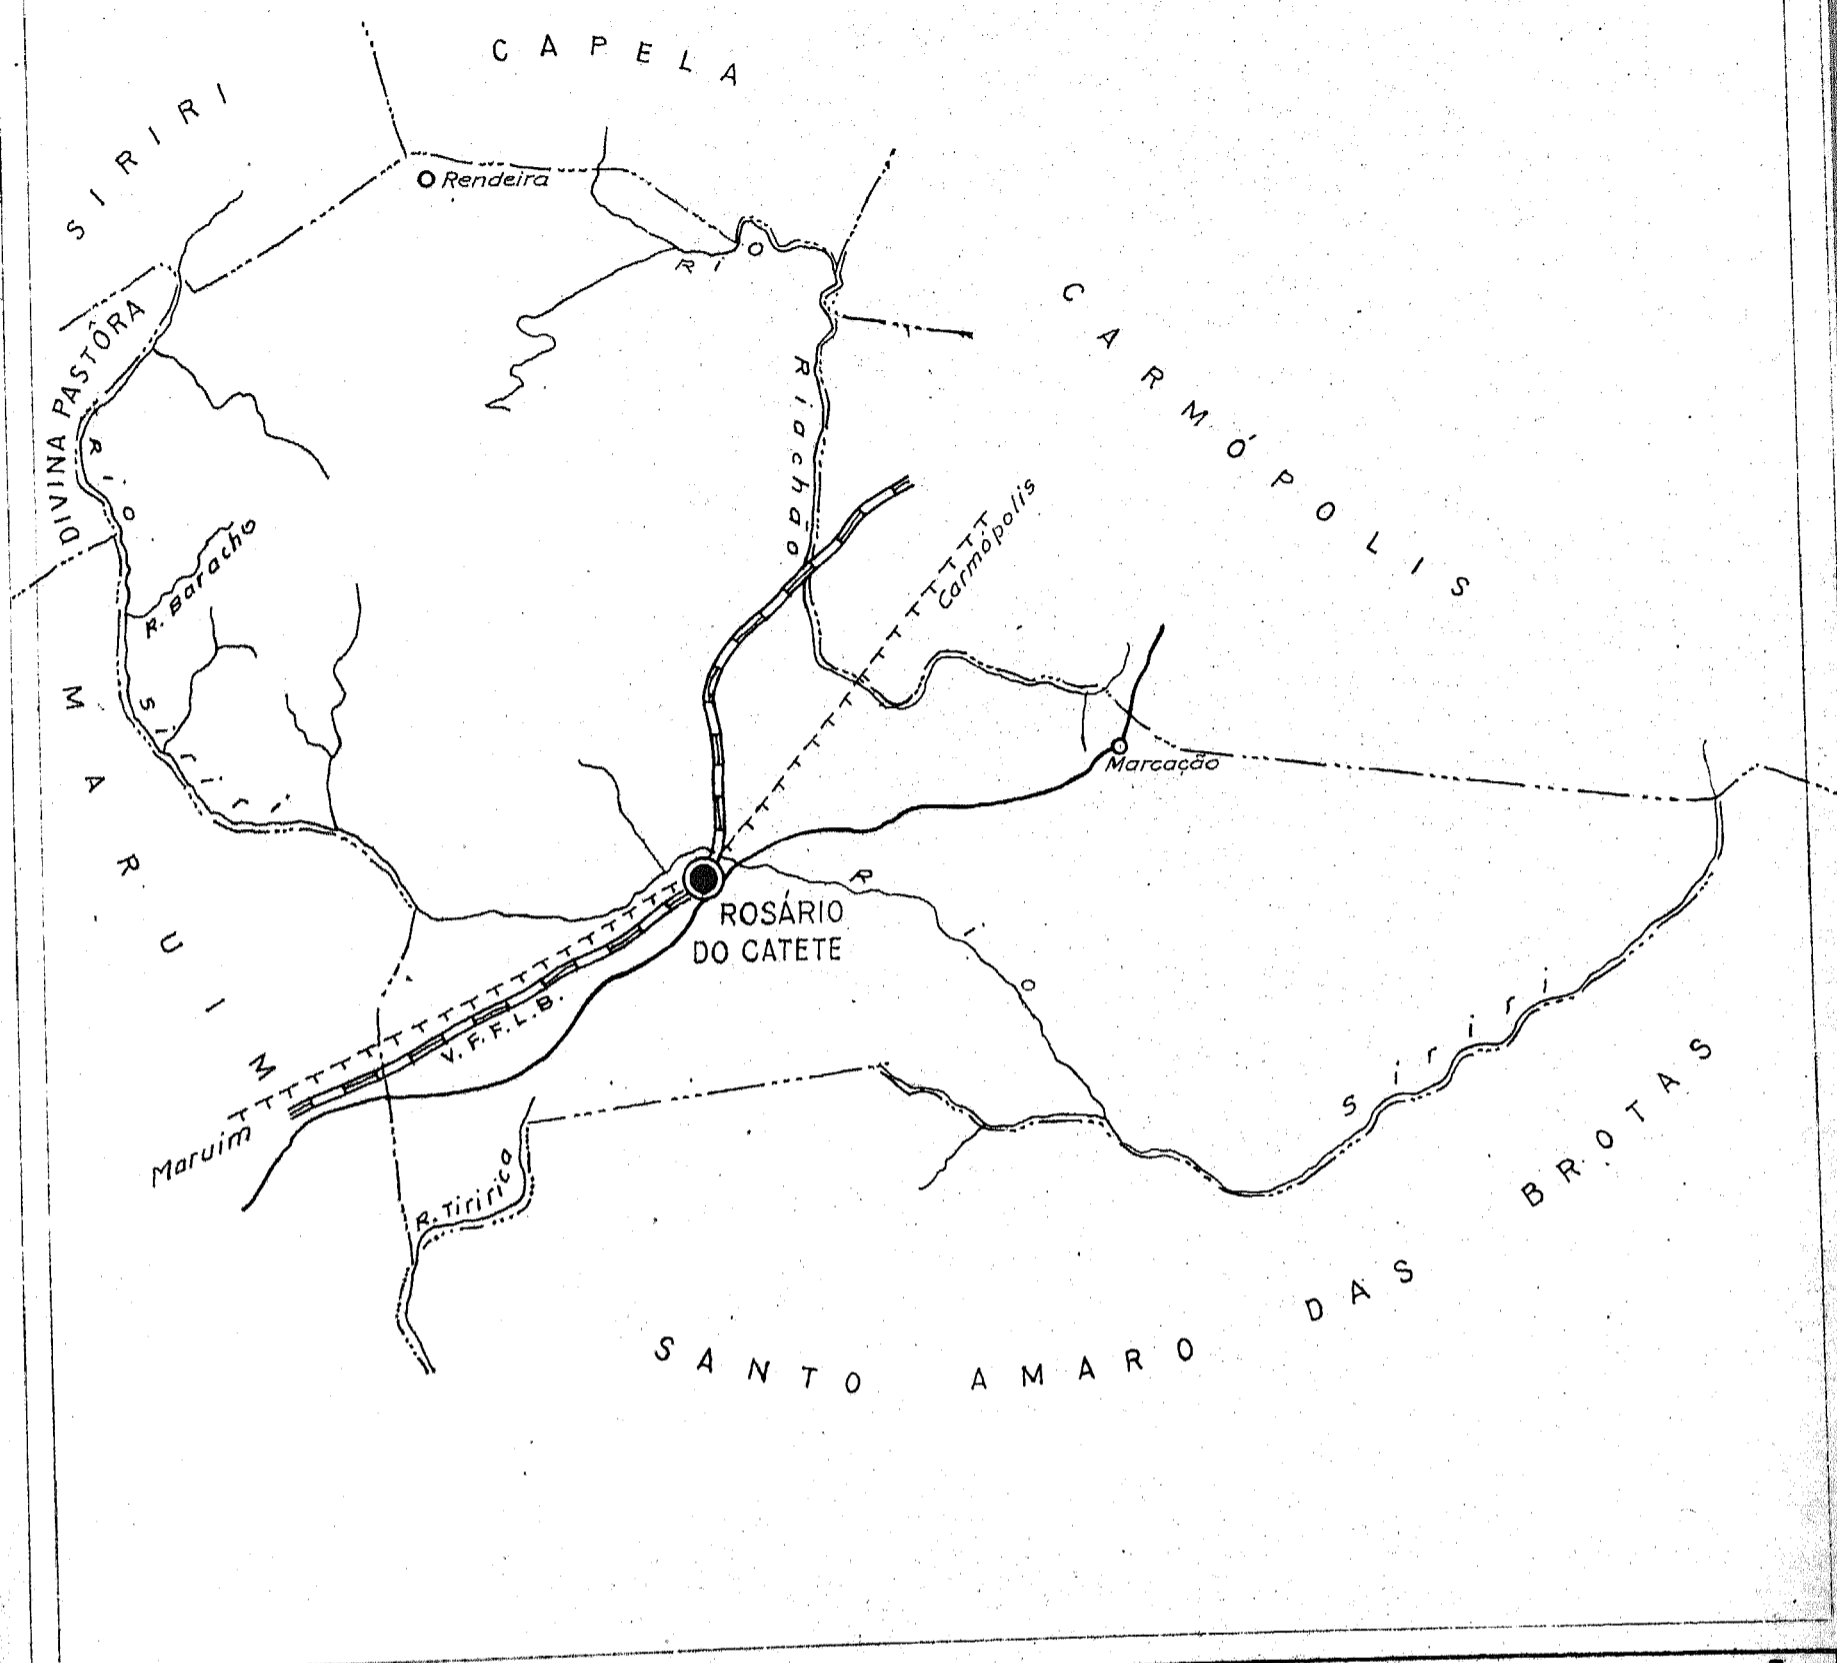 CAPELA
SIRIRI
Rendeira
Rio
Riachão
DIVINA PASTÔRA
CARMÓPOLIS
Rio
Siriri
R. Baracho
Carmópolis
MARUIM
Marcação
ROSÁRIO
DO CATETE
Rio
Siriri
V.F.F.L.B.
Maruim
R. Tiririca
SANTO AMARO DAS BROTAS